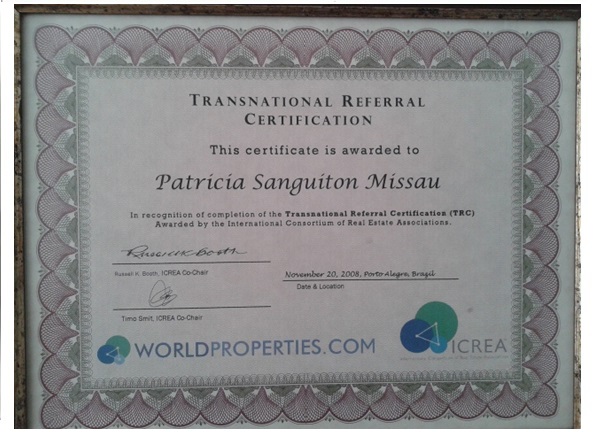 TRANSNATIONAL REFERRAL
CERTIFICATION
This certificate is awarded to
Patricia Sanguiton Missau
In recognition of completion of the Transnational Referral Certification (TRC)
Awarded by the International Consortium of Real Estate Associations.
Russell K. Booth
Russell K. Booth, ICREA Co-Chair
November 20, 2008, Porto Alegre, Brazil
Date & Location
Timo Smit, ICREA Co-Chair
WORLDPROPERTIES.COM
ICREA